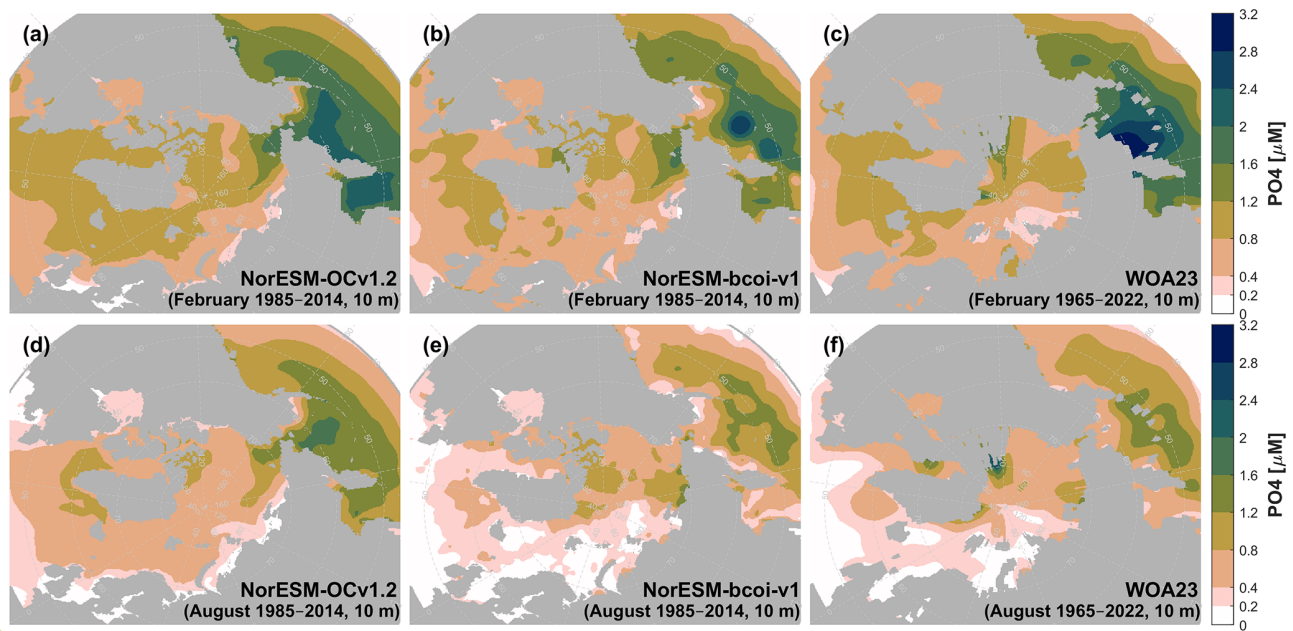 (a)
NorESM-OCv1.2
(February 1985−2014, 10 m)
(b)
NorESM-bcoi-v1
(February 1985−2014, 10 m)
(c)
WOA23
(February 1965−2022, 10 m)
3.2
2.8
2.4
2
1.6
1.2
0.8
0.4
0.2
0
PO4 [μM]
(d)
NorESM-OCv1.2
(August 1985−2014, 10 m)
(e)
NorESM-bcoi-v1
(August 1985−2014, 10 m)
(f)
WOA23
(August 1965−2022, 10 m)
3.2
2.8
2.4
2
1.6
1.2
0.8
0.4
0.2
0
PO4 [μM]